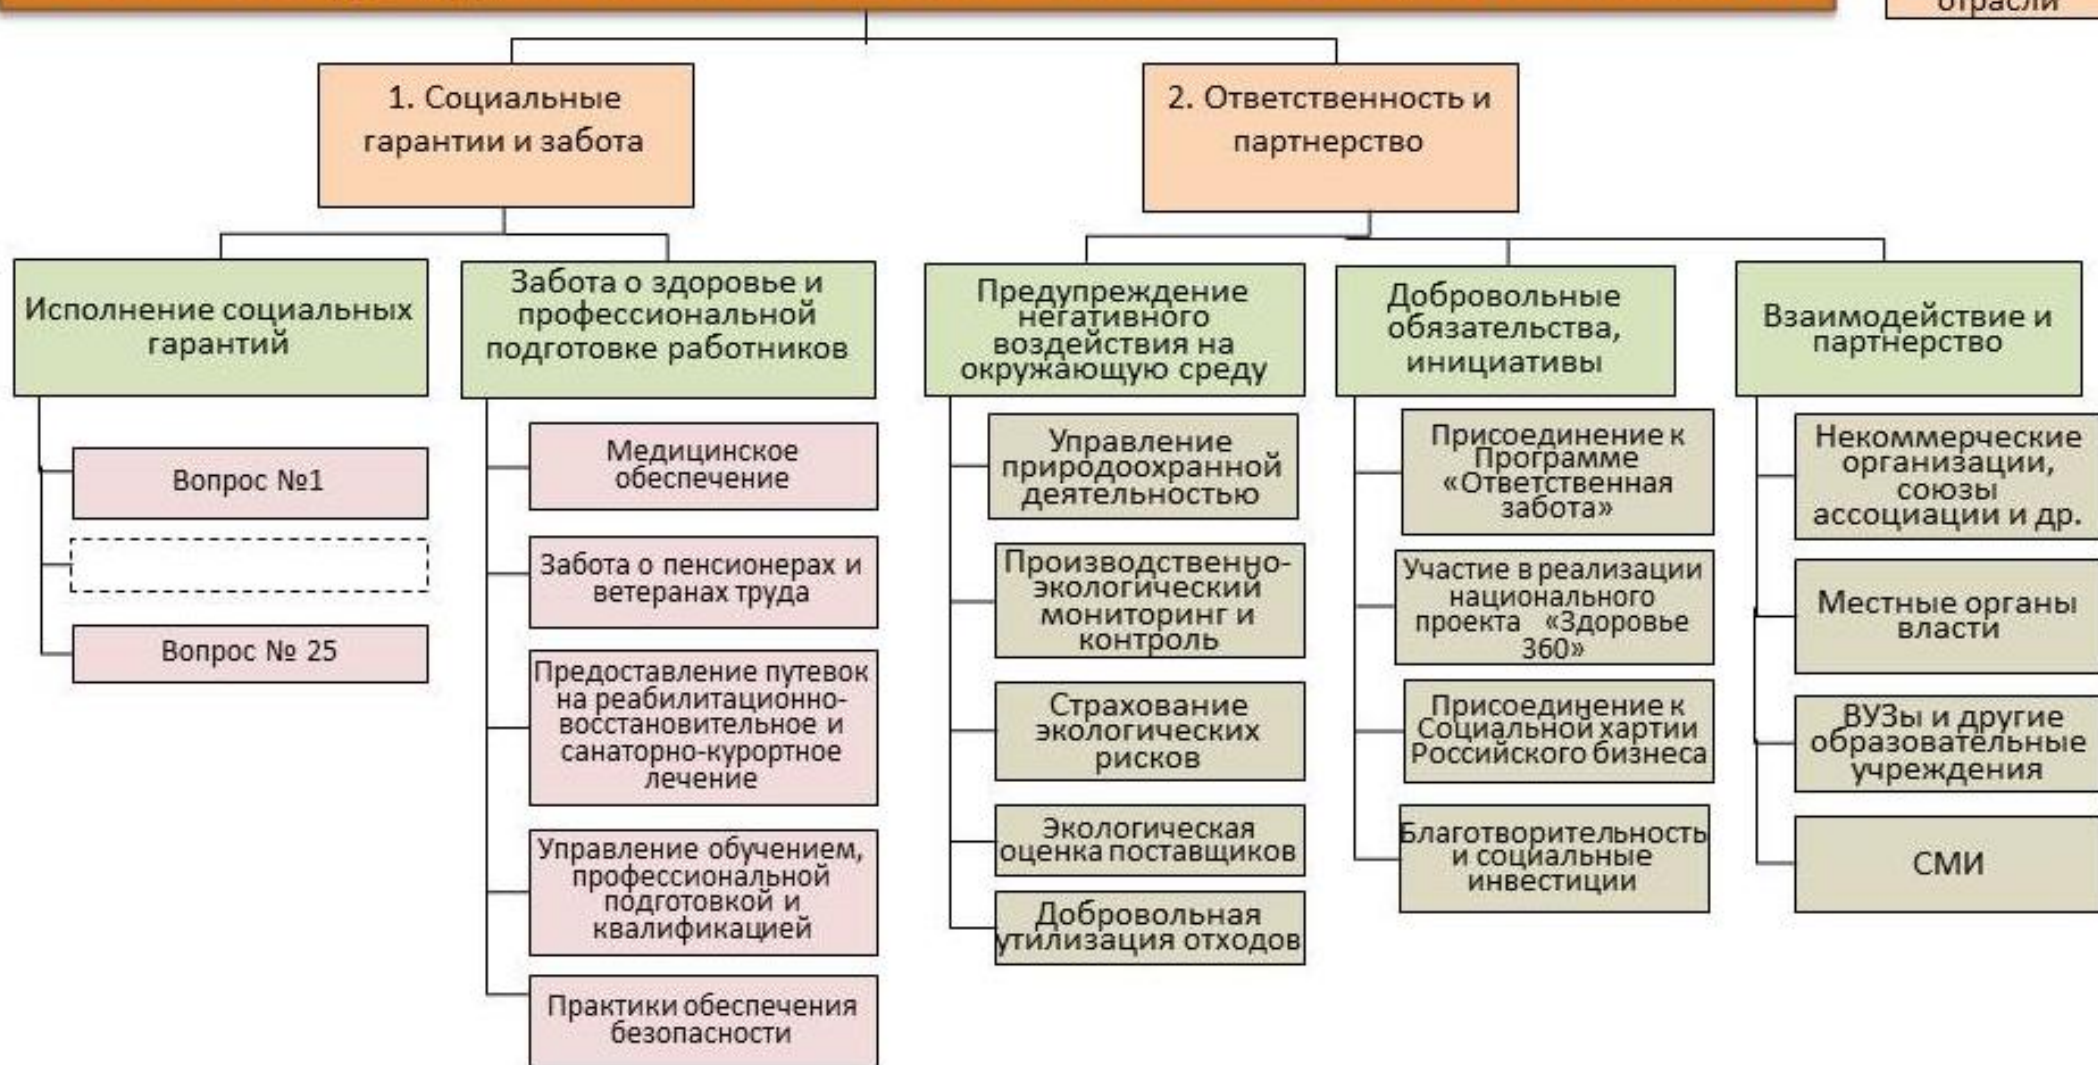 отрасли
1. Социальные
гарантии и забота
2. Ответственность и
партнерство
Исполнение социальных
гарантий
Вопрос №1
Вопрос № 25
Забота о здоровье и
профессиональной
подготовке работников
Медицинское
обеспечение
Забота о пенсионерах и
ветеранах труда
Предоставление путевок
на реабилитационно-
восстановительное и
санаторно-курортное
лечение
Управление обучением,
профессиональной
подготовкой и
квалификацией
Практики обеспечения
безопасности
Предупреждение
негативного
воздействия на
окружающую среду
Управление
природоохранной
деятельностью
Производственно-
экологический
мониторинг и
контроль
Страхование
экологических
рисков
Экологическая
оценка поставщиков
Добровольная
утилизация отходов
Добровольные
обязательства,
инициативы
Присоединение к
Программе
«Ответственная
забота»
Участие в реализации
национального
проекта «Здоровье
360»
Присоединение к
Социальной хартии
Российского бизнеса
Благотворительность
и социальные
инвестиции
Взаимодействие и
партнерство
Некоммерческие
организации,
союзы
ассоциации и др.
Местные органы
власти
ВУЗы и другие
образовательные
учреждения
СМИ